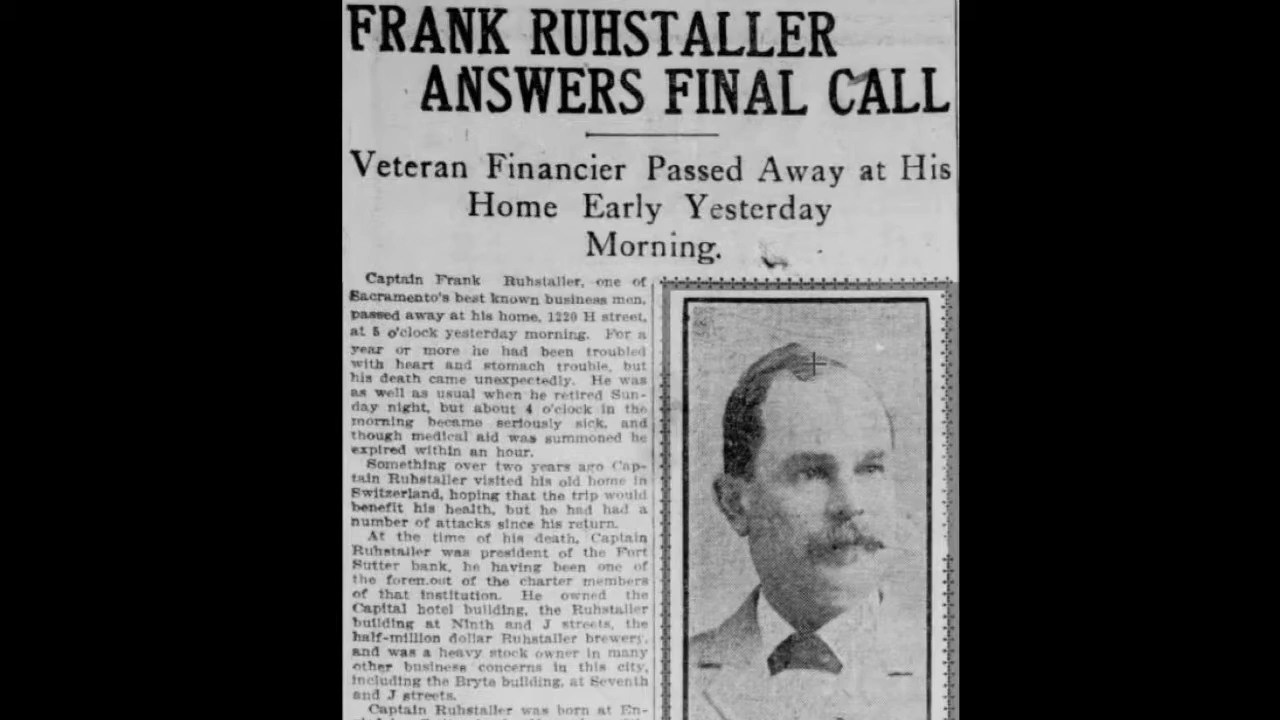 FRANK RUHSTALLER
ANSWERS FINAL CALL
Veteran Financier Passed Away at His
Home Early Yesterday
Morning.
Captain Frank Ruhstaller, one of
Sacramento's best known business men,
passed away at his home, 1220 H street,
at 5 o'clock yesterday morning. For a
year or more he had been troubled
with heart and stomach trouble, but
his death came unexpectedly. He was
as well as usual when he retired Sun-
day night, but about 4 o'clock in the
morning became seriously sick, and
though medical aid was summoned he
expired within an hour.
Something over two years ago Cap-
tain Ruhstaller visited his old home in
Switzerland, hoping that the trip would
benefit his health, but he had had a
number of attacks since his return.
At the time of his death, Captain
Ruhstaller was president of the Fort
Sutter bank, he having been one of
the foren.out of the charter members
of that institution. He owned the
Capital hotel building, the Ruhstaller
building at Ninth and J streets, the
half-million dollar Ruhstaller brewery,
and was a heavy stock owner in many
other business concerns in this city,
including the Bryte building, at Seventh
and J streets.
Captain Ruhstaller was born at En-